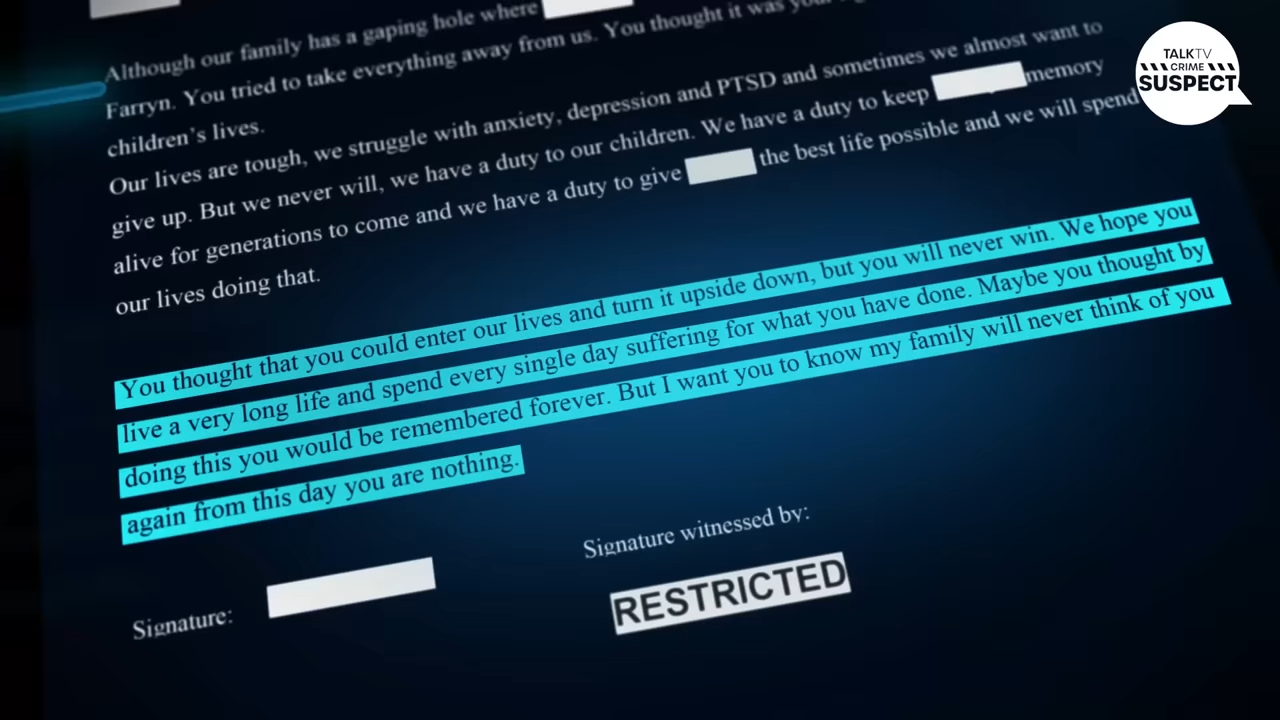 Although our family has a gaping hole where
Farryn. You tried to take everything away from us. You thought it was your
children's lives.
Our lives are tough, we struggle with anxiety, depression and PTSD and sometimes we almost want to
give up. But we never will, we have a duty to our children. We have a duty to keep memory
alive for generations to come and we have a duty to give the best life possible and we will spend
our lives doing that.
You thought that you could enter our lives and turn it upside down, but you will never win. We hope you
live a very long life and spend every single day suffering for what you have done. Maybe you thought by
doing this you would be remembered forever. But I want you to know my family will never think of you
again from this day you are nothing.
Signature:
Signature witnessed by:
RESTRICTED
TALKTV
CRIME
SUSPECT